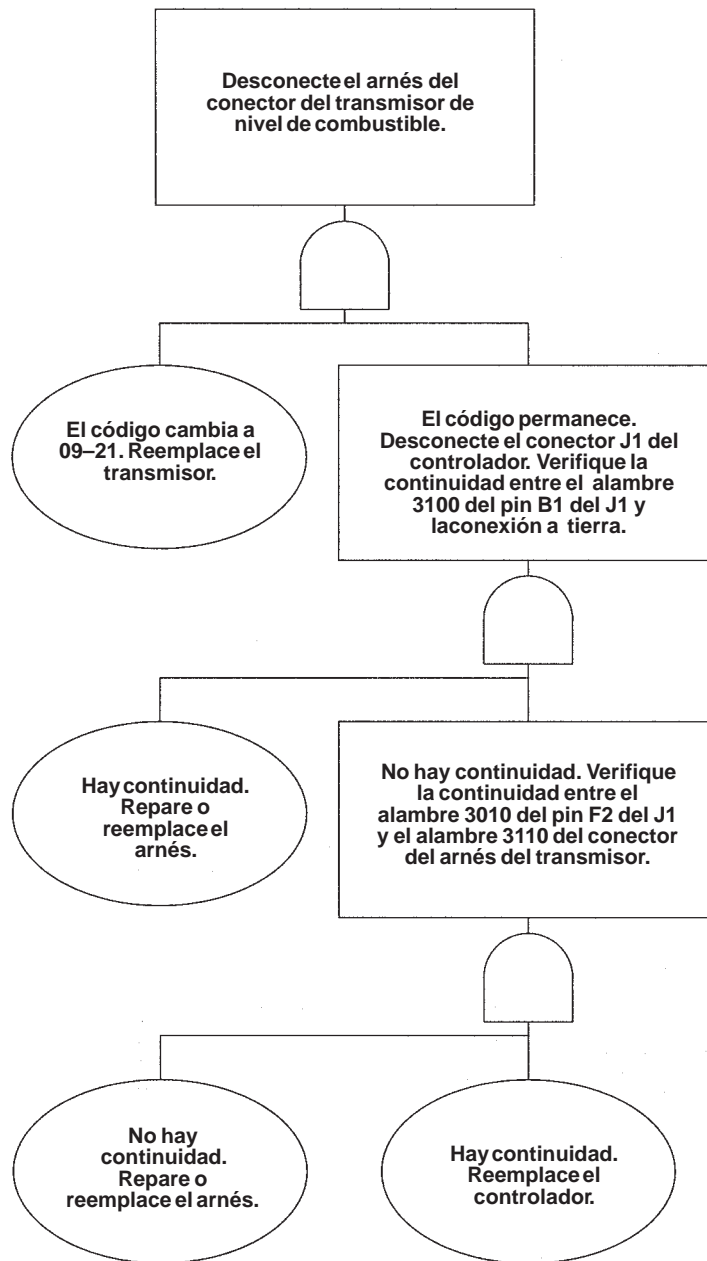 Desconecte el arnés del
conector del transmisor de
nivel de combustible.
El código cambia a
09–21. Reemplace el
transmisor.
El código permanece.
Desconecte el conector J1 del
controlador. Verifique la
continuidad entre el alambre
3100 del pin B1 del J1 y
laconexión a tierra.
Hay continuidad.
Repare o
reemplace el
arnés.
No hay continuidad. Verifique
la continuidad entre el
alambre 3010 del pin F2 del J1
y el alambre 3110 del conector
del arnés del transmisor.
No hay
continuidad.
Repare o
reemplace el arnés.
Hay continuidad.
Reemplace el
controlador.